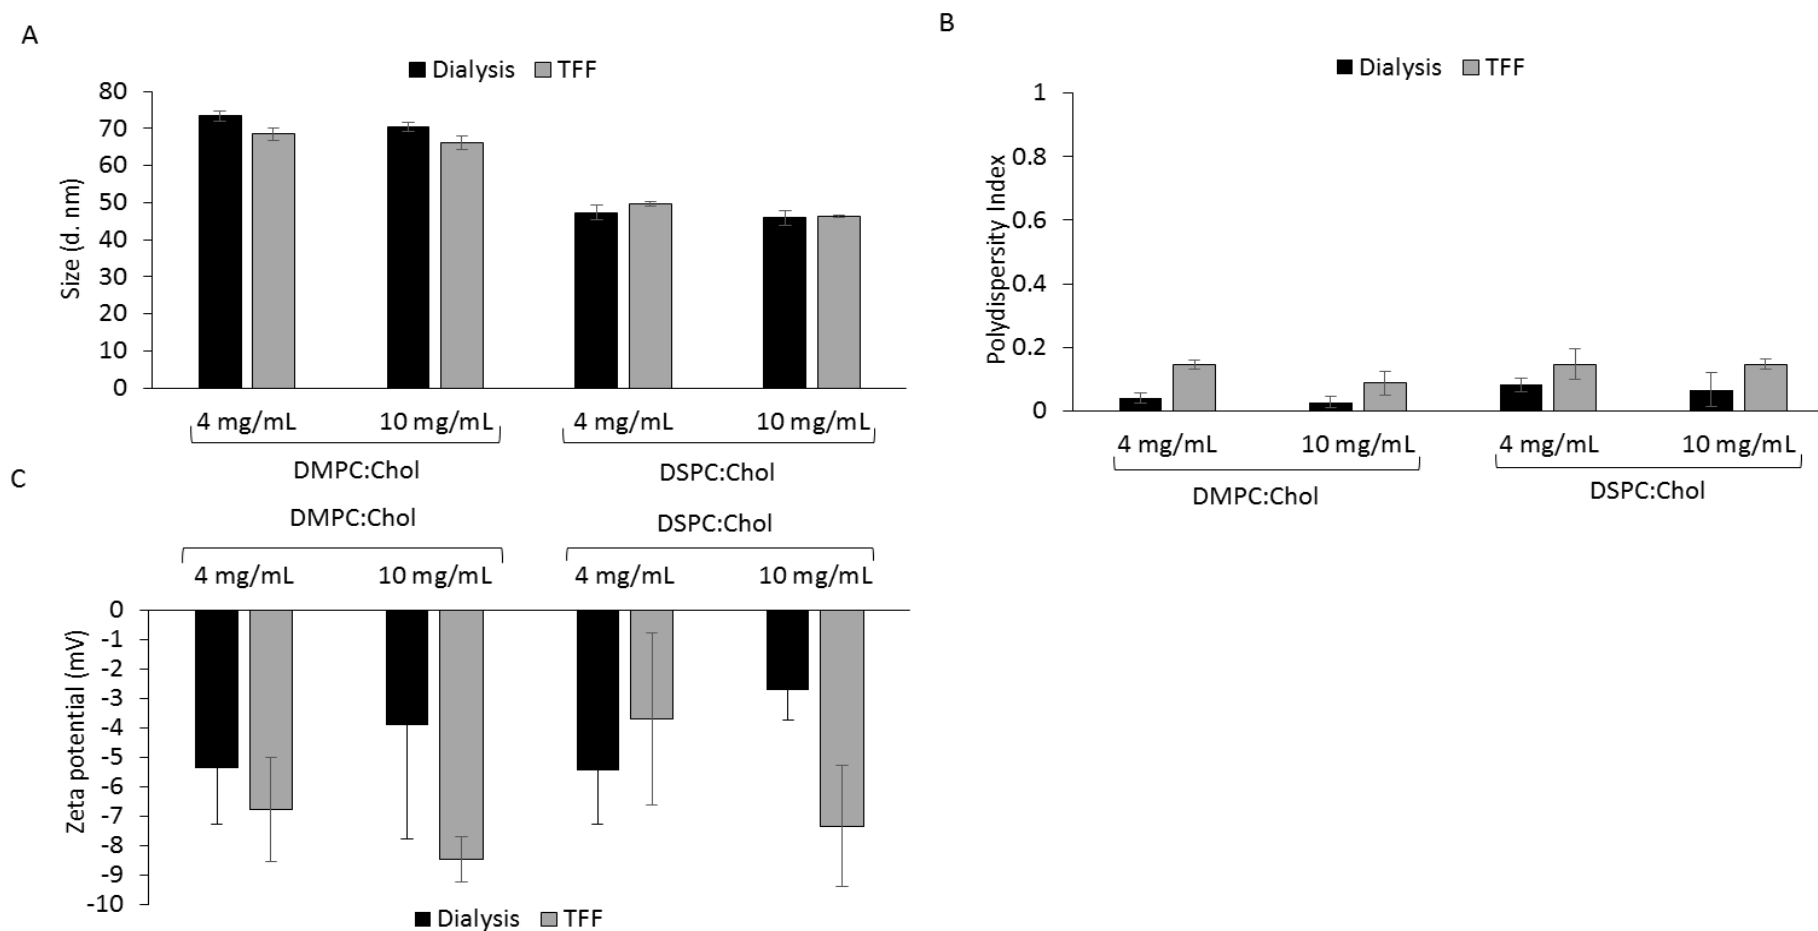 A
Dialysis TFF
80
70
60
50
40
30
20
10
0
Size (d. nm)
4 mg/mL 10 mg/mL 4 mg/mL 10 mg/mL
DMPC:Chol DSPC:Chol
B
Dialysis TFF
1
0.8
0.6
0.4
0.2
0
Polydispersity Index
4 mg/mL 10 mg/mL 4 mg/mL 10 mg/mL
DMPC:Chol DSPC:Chol
C
DMPC:Chol DSPC:Chol
4 mg/mL 10 mg/mL 4 mg/mL 10 mg/mL
0
-1
-2
-3
-4
-5
-6
-7
-8
-9
-10
Zeta potential (mV)
Dialysis TFF